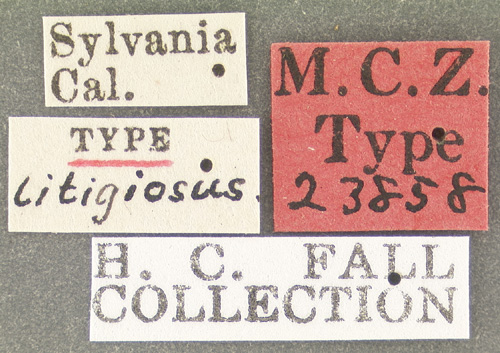 Sylvania
Cal.
TYPE
litigiosus.
M.C.Z.
Type
23858
H. C. FALL
COLLECTION